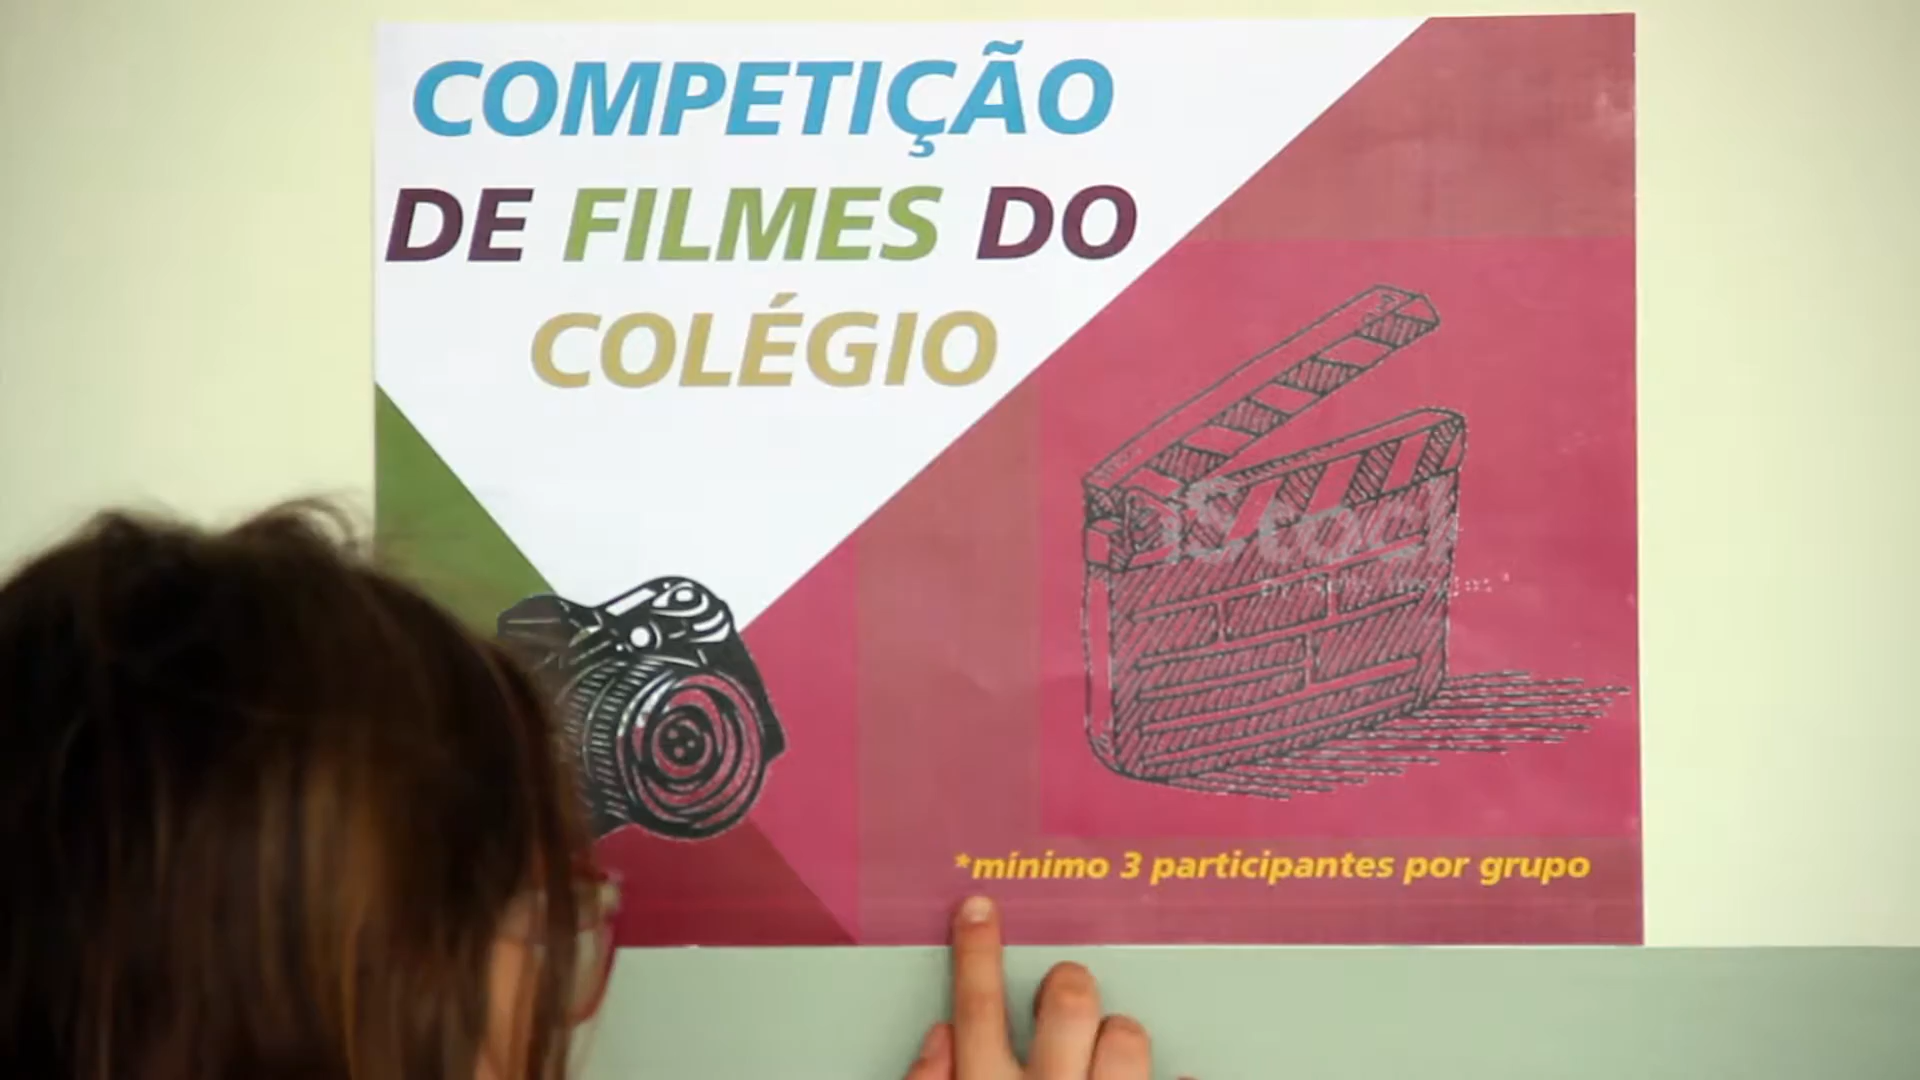 COMPETIÇÃO
DE FILMES DO
COLÉGIO
*mínimo 3 participantes por grupo